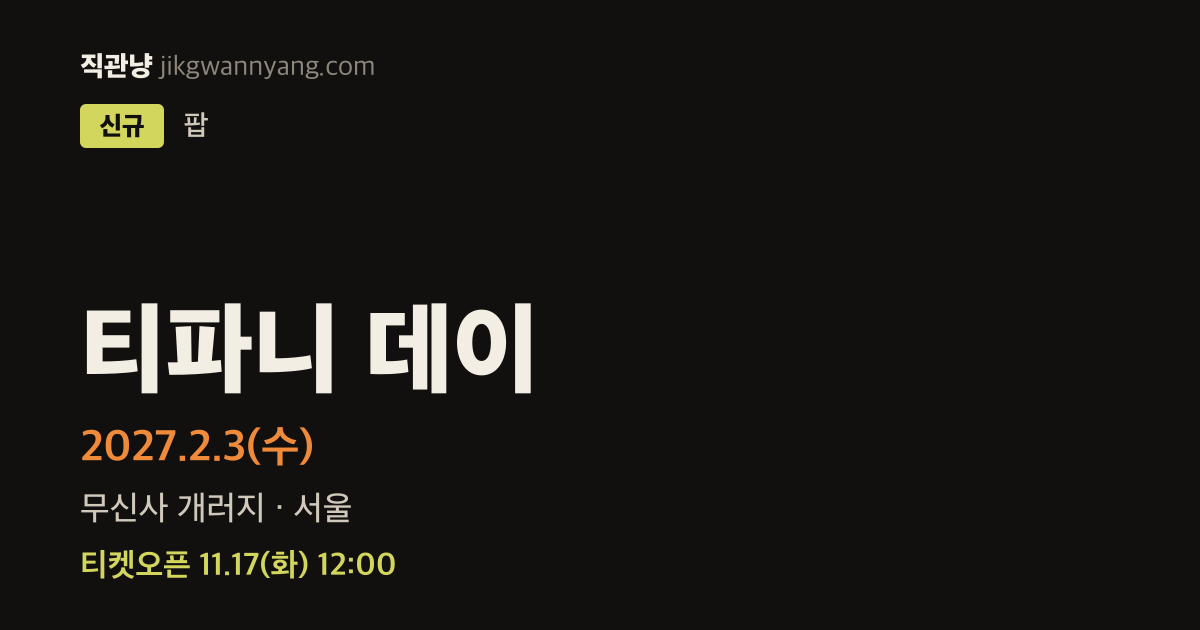 직관냥 jikgwannyang.com
신규 팝
티파니 데이
2027.2.3(수)
무신사 개러지 · 서울
티켓오픈 11.17(화) 12:00